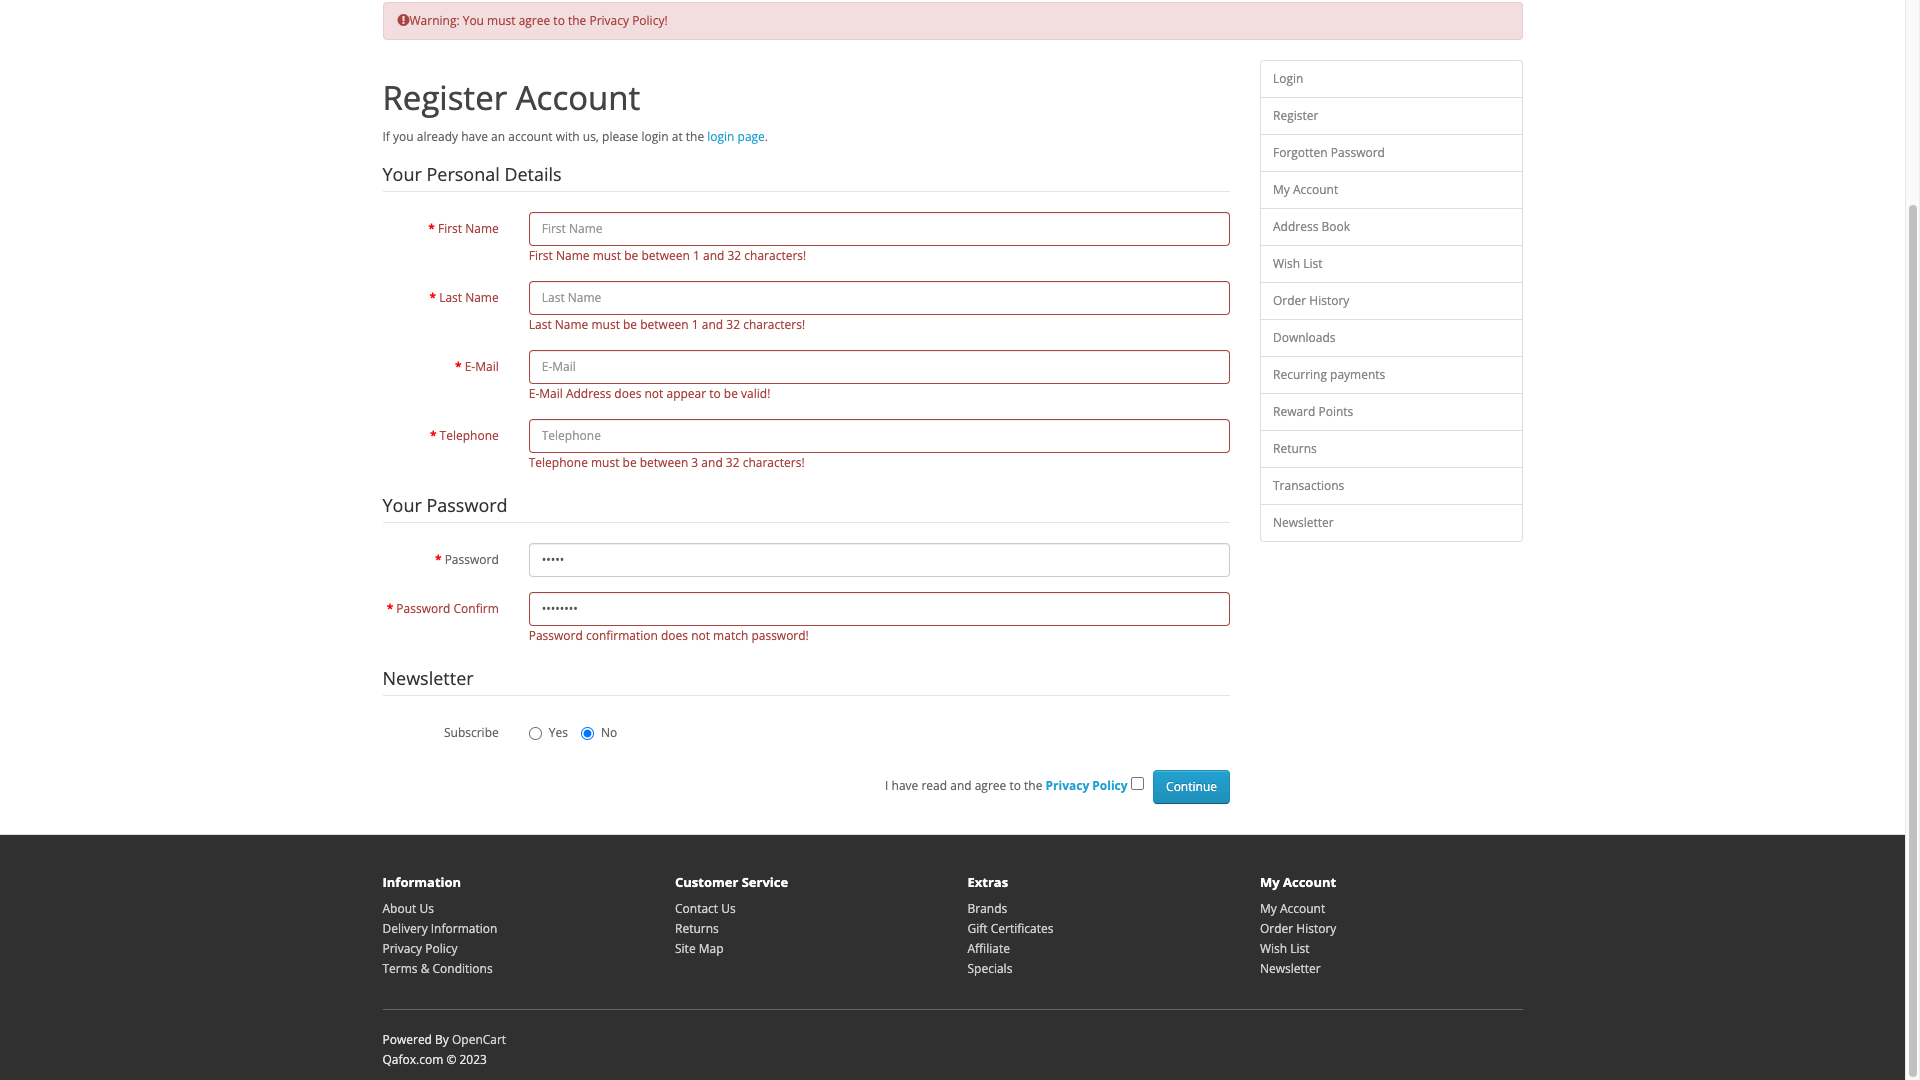 Warning: You must agree to the Privacy Policy!
Register Account
If you already have an account with us, please login at the login page.
Your Personal Details
* First Name
First Name
First Name must be between 1 and 32 characters!
* Last Name
Last Name
Last Name must be between 1 and 32 characters!
* E-Mail
E-Mail
E-Mail Address does not appear to be valid!
* Telephone
Telephone
Telephone must be between 3 and 32 characters!
Your Password
* Password
•••••
* Password Confirm
••••••••
Password confirmation does not match password!
Newsletter
Subscribe
Yes
No
I have read and agree to the Privacy Policy
Continue
Login
Register
Forgotten Password
My Account
Address Book
Wish List
Order History
Downloads
Recurring payments
Reward Points
Returns
Transactions
Newsletter
Information
About Us
Delivery Information
Privacy Policy
Terms & Conditions
Customer Service
Contact Us
Returns
Site Map
Extras
Brands
Gift Certificates
Affiliate
Specials
My Account
My Account
Order History
Wish List
Newsletter
Powered By OpenCart
Qafox.com © 2023